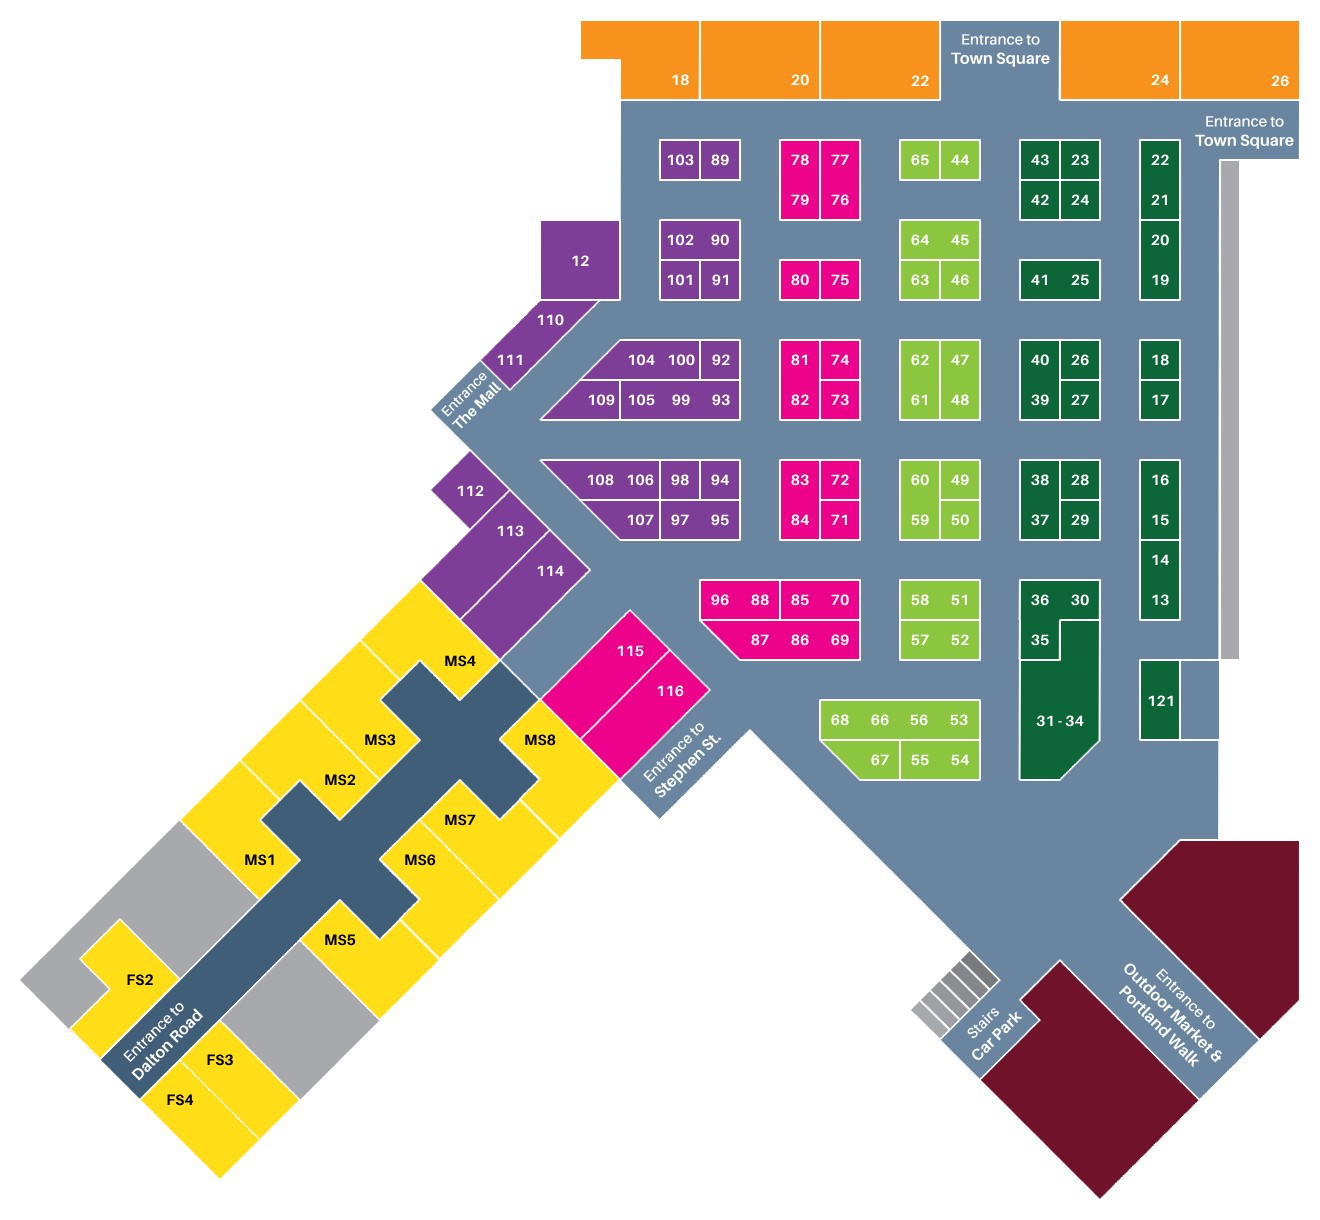 Entrance to
Town Square
18 20 22 24 26
Entrance to
Town Square
103 89 78 77 65 44 43 23 22
79 76 42 24 21
102 90 64 45 20
12
101 91 80 75 63 46 41 25 19
110
111 104 100 92 81 74 62 47 40 26 18
Entrance
The Mall
109 105 99 93 82 73 61 48 39 27 17
108 106 98 94 83 72 60 49 38 28 16
112
107 97 95 84 71 59 50 37 29 15
113
114
14
96 88 85 70 58 51 36 30 13
87 86 69 57 52 35
115
116
MS4
121
68 66 56 53 31 - 34
67 55 54
Entrance to
Stephen St.
MS3 MS8
MS2 MS7
MS1 MS6
MS5
FS2
Entrance to
Dalton Road
FS3
FS4
Stairs
Car Park
Entrance to
Outdoor Market &
Portland Walk